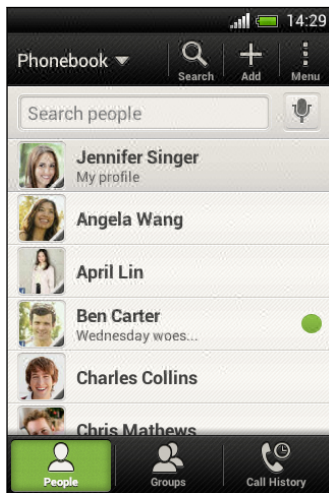 14:29
Phonebook
Search
Add
Menu
Search people
Jennifer Singer
My profile
Angela Wang
April Lin
Ben Carter
Wednesday woes...
Charles Collins
Chris Mathews
People
Groups
Call History